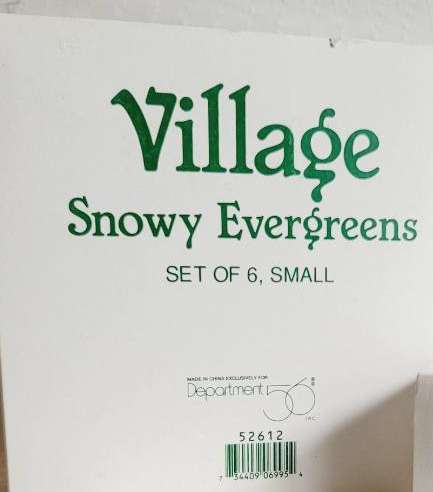 Village
Snowy Evergreens
SET OF 6, SMALL
MADE IN CHINA EXCLUSIVELY FOR
Department 56®
INC.
52612
7 34409 06995 4